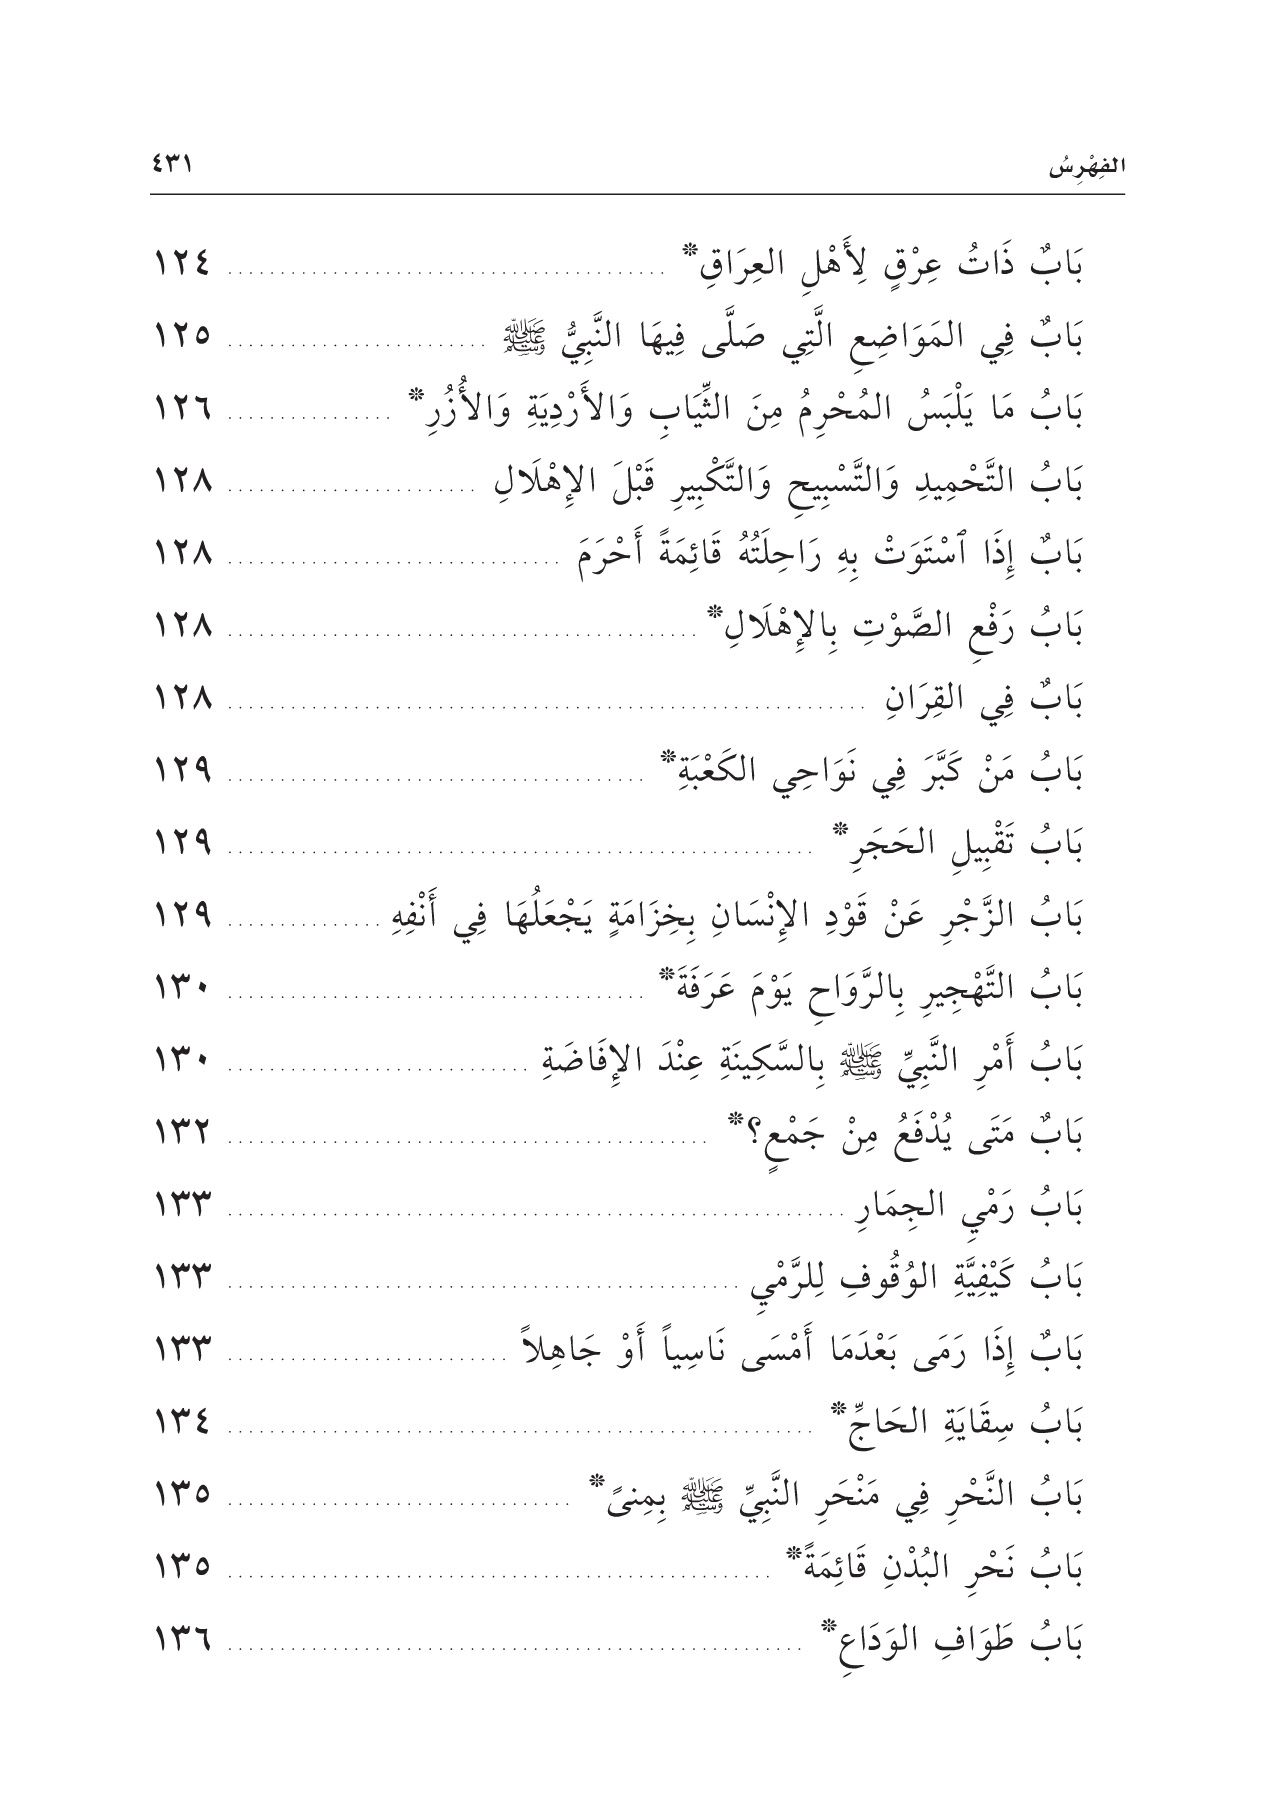 الفِهْرِسُ ٤٣١
بَابٌ ذَاتُ عِرْقٍ لِأَهْلِ العِرَاقِ* ١٢٤
بَابٌ فِي المَوَاضِعِ الَّتِي صَلَّى فِيهَا النَّبِيُّ ﷺ ١٢٥
بَابُ مَا يَلْبَسُ المُحْرِمُ مِنَ الثِّيَابِ وَالأَرْدِيَةِ وَالأُزُرِ* ١٢٦
بَابُ التَّحْمِيدِ وَالتَّسْبِيحِ وَالتَّكْبِيرِ قَبْلَ الإِهْلَالِ ١٢٨
بَابٌ إِذَا ٱسْتَوَتْ بِهِ رَاحِلَتُهُ قَائِمَةً أَحْرَمَ ١٢٨
بَابُ رَفْعِ الصَّوْتِ بِالإِهْلَالِ* ١٢٨
بَابٌ فِي القِرَانِ ١٢٨
بَابُ مَنْ كَبَّرَ فِي نَوَاحِي الكَعْبَةِ* ١٢٩
بَابُ تَقْبِيلِ الحَجَرِ* ١٢٩
بَابُ الزَّجْرِ عَنْ قَوْدِ الإِنْسَانِ بِخِزَامَةٍ يَجْعَلُهَا فِي أَنْفِهِ ١٢٩
بَابُ التَّهْجِيرِ بِالرَّوَاحِ يَوْمَ عَرَفَةَ* ١٣٠
بَابُ أَمْرِ النَّبِيِّ ﷺ بِالسَّكِينَةِ عِنْدَ الإِفَاضَةِ ١٣٠
بَابٌ مَتَى يُدْفَعُ مِنْ جَمْعٍ؟* ١٣٢
بَابُ رَمْيِ الجِمَارِ ١٣٣
بَابُ كَيْفِيَّةِ الوُقُوفِ لِلرَّمْيِ ١٣٣
بَابٌ إِذَا رَمَى بَعْدَمَا أَمْسَى نَاسِياً أَوْ جَاهِلاً ١٣٣
بَابُ سِقَايَةِ الحَاجِّ* ١٣٤
بَابُ النَّحْرِ فِي مَنْحَرِ النَّبِيِّ ﷺ بِمِنىً* ١٣٥
بَابُ نَحْرِ البُدْنِ قَائِمَةً* ١٣٥
بَابُ طَوَافِ الوَدَاعِ* ١٣٦